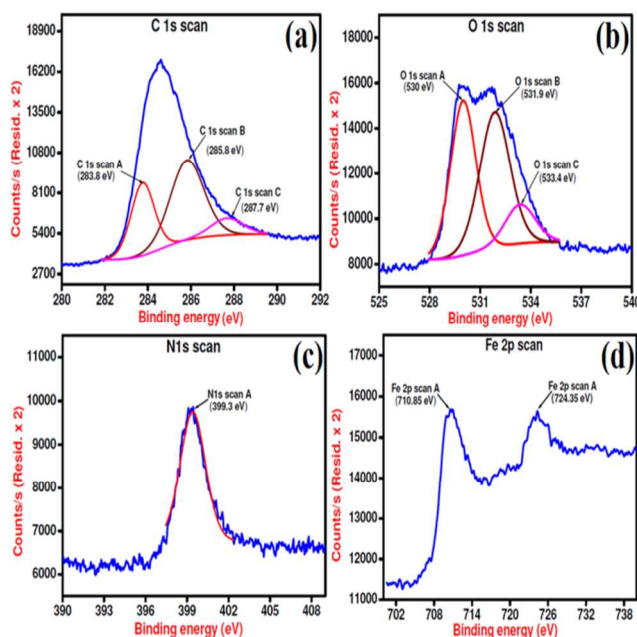 C 1s scan
(a)
18900
16200
13500
10800
8100
5400
2700
Counts/s (Resid. x 2)
C 1s scan A
(283.8 eV)
C 1s scan B
(285.8 eV)
C 1s scan C
(287.7 eV)
280 282 284 286 288 290 292
Binding energy (eV)
O 1s scan
(b)
16000
14000
12000
10000
8000
Counts/s (Resid. x 2)
O 1s scan A
(530 eV)
O 1s scan B
(531.9 eV)
O 1s scan C
(533.4 eV)
525 528 531 534 537 540
Binding energy (eV)
N1s scan
(c)
11000
10000
9000
8000
7000
6000
Counts/s (Resid. x 2)
N1s scan A
(399.3 eV)
390 393 396 399 402 405 408
Binding energy (eV)
Fe 2p scan
(d)
17000
16000
15000
14000
13000
12000
11000
Counts/s (Resid. x 2)
Fe 2p scan A
(710.85 eV)
Fe 2p scan A
(724.35 eV)
702 708 714 720 726 732 738
Binding energy (eV)